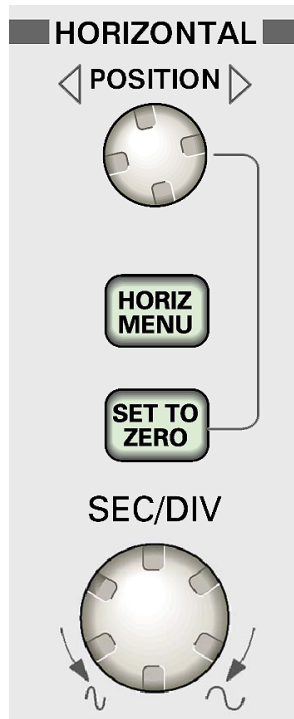 HORIZONTAL
POSITION
HORIZ
MENU
SET TO
ZERO
SEC/DIV